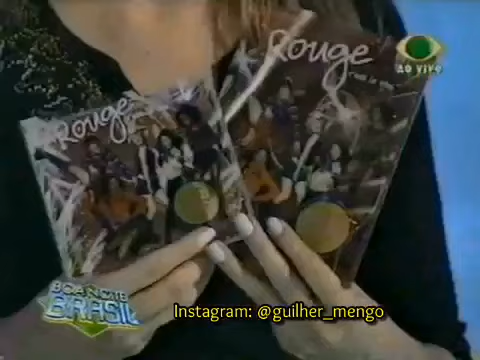 Rouge
AO VIVO
Rouge
BOA NOITE
BRASIL
Instagram: @guilher_mengo